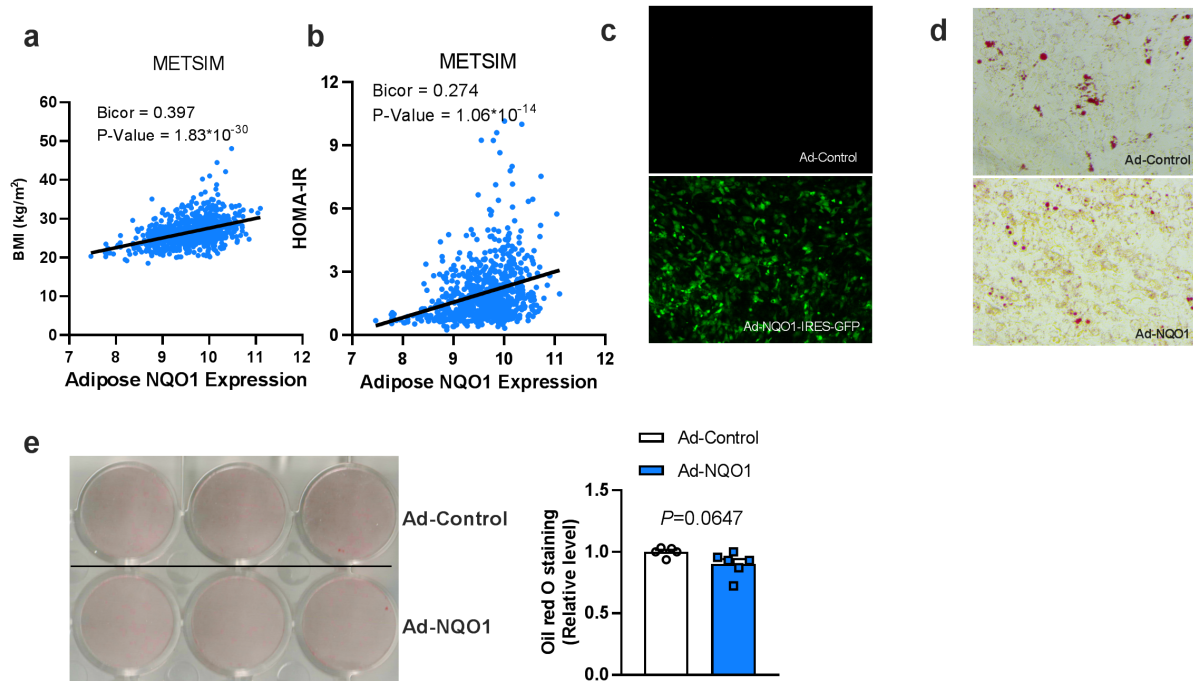 a
METSIM
Bicor = 0.397
P-Value = 1.83*10-30
60
50
40
30
20
10
0
BMI (kg/m2)
7 8 9 10 11 12
Adipose NQO1 Expression
b
METSIM
Bicor = 0.274
P-Value = 1.06*10-14
12
9
6
3
0
HOMA-IR
7 8 9 10 11 12
Adipose NQO1 Expression
c
Ad-Control
Ad-NQO1-IRES-GFP
d
Ad-Control
Ad-NQO1
e
Ad-Control
Ad-NQO1
Ad-Control
Ad-NQO1
P=0.0647
1.5
1.0
0.5
0.0
Oil red O staining
(Relative level)